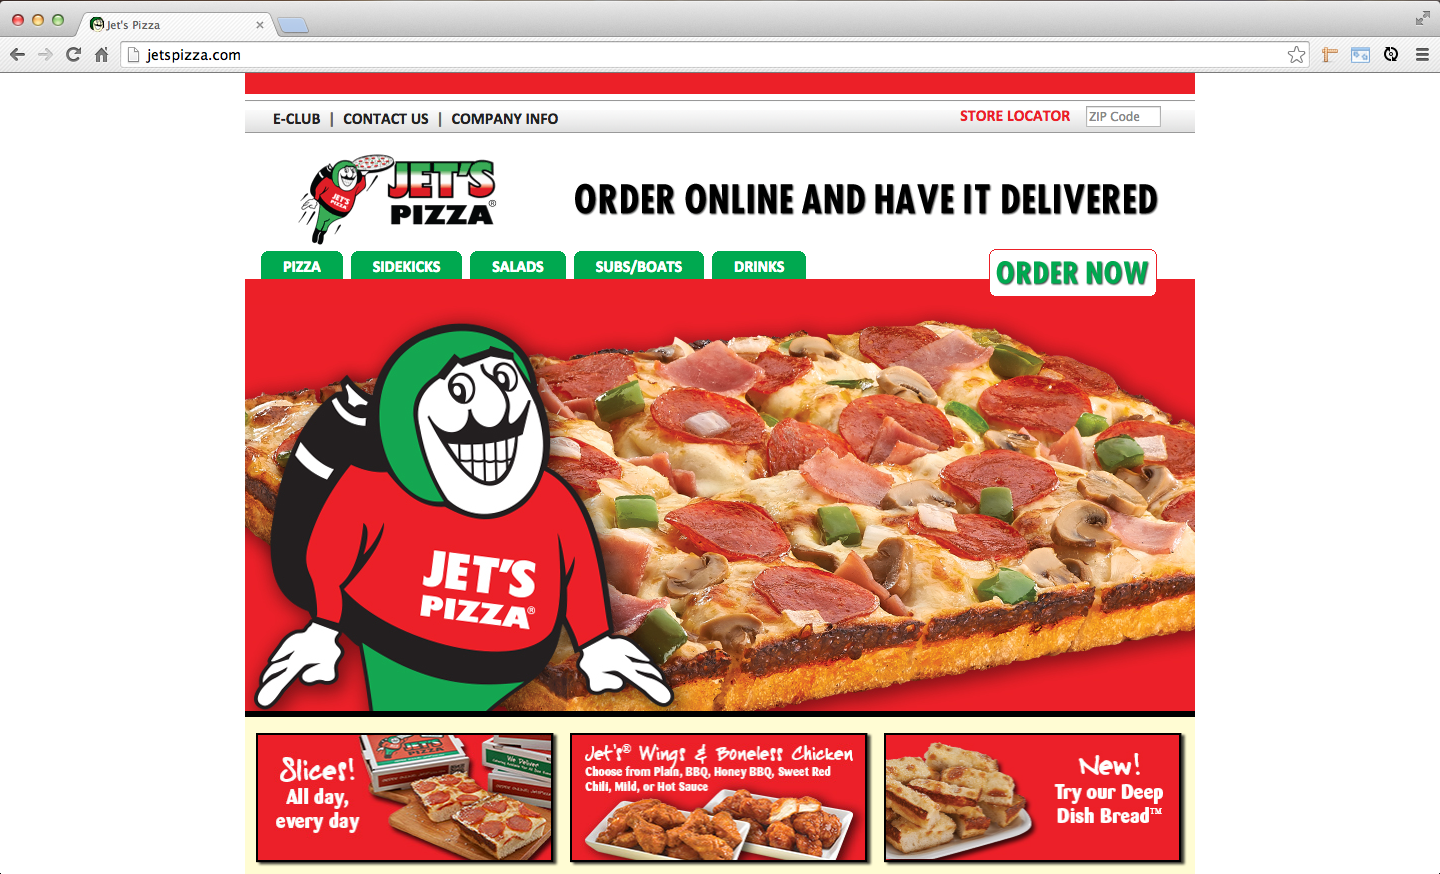 Jet's Pizza
jetspizza.com
E-CLUB | CONTACT US | COMPANY INFO
STORE LOCATOR
ZIP Code
JET'S
PIZZA®
JET'S
PIZZA
ORDER ONLINE AND HAVE IT DELIVERED
PIZZA
SIDEKICKS
SALADS
SUBS/BOATS
DRINKS
ORDER NOW
JET'S
PIZZA®
Slices!
All day,
every day
JET'S
PIZZA
We Deliver
Jet's® Wings & Boneless Chicken
Choose from Plain, BBQ, Honey BBQ, Sweet Red
Chili, Mild, or Hot Sauce
New!
Try our Deep
Dish Bread™